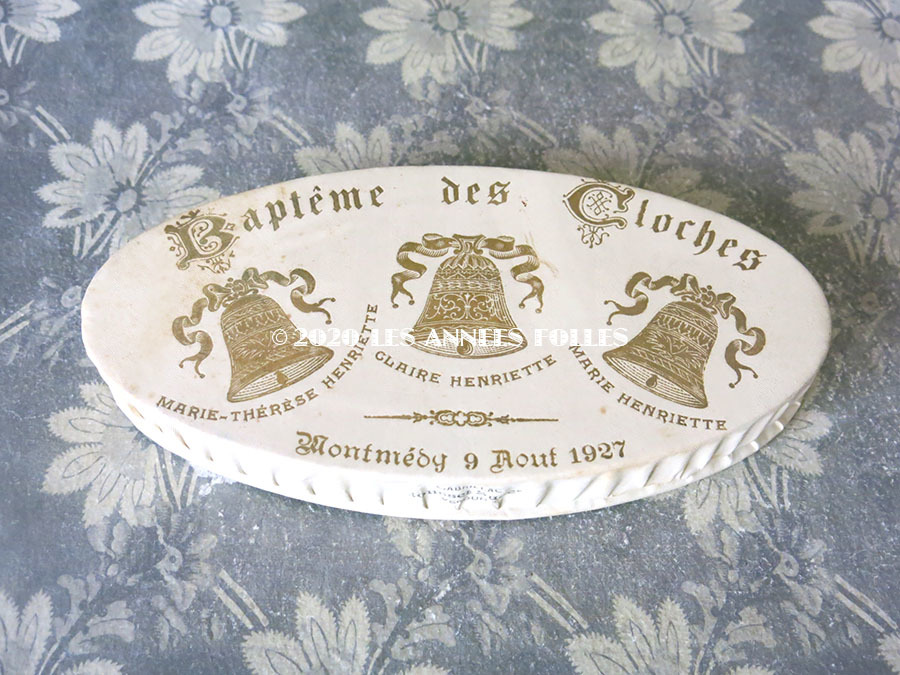 Baptême des Cloches
© 2020 LES ANNEES FOLLES
MARIE-THÉRÈSE HENRIETTE
CLAIRE HENRIETTE
MARIE HENRIETTE
Montmédy 9 Aout 1927